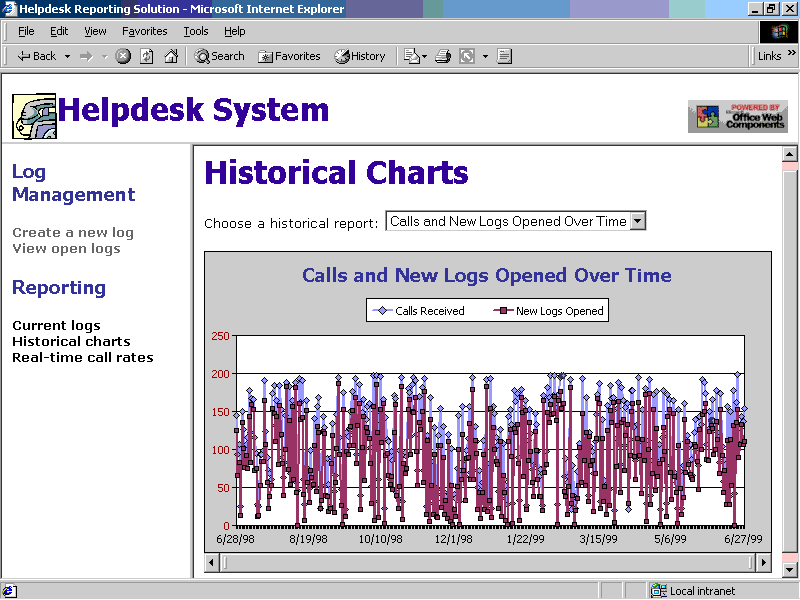 Helpdesk Reporting Solution - Microsoft Internet Explorer
File Edit View Favorites Tools Help
Back Search Favorites History Links »
Helpdesk System
POWERED BY
Office Web
Components
Log
Management
Create a new log
View open logs
Reporting
Current logs
Historical charts
Real-time call rates
Historical Charts
Choose a historical report: Calls and New Logs Opened Over Time
Calls and New Logs Opened Over Time
Calls Received New Logs Opened
250
200
150
100
50
0
6/28/98 8/19/98 10/10/98 12/1/98 1/22/99 3/15/99 5/6/99 6/27/99
Local intranet